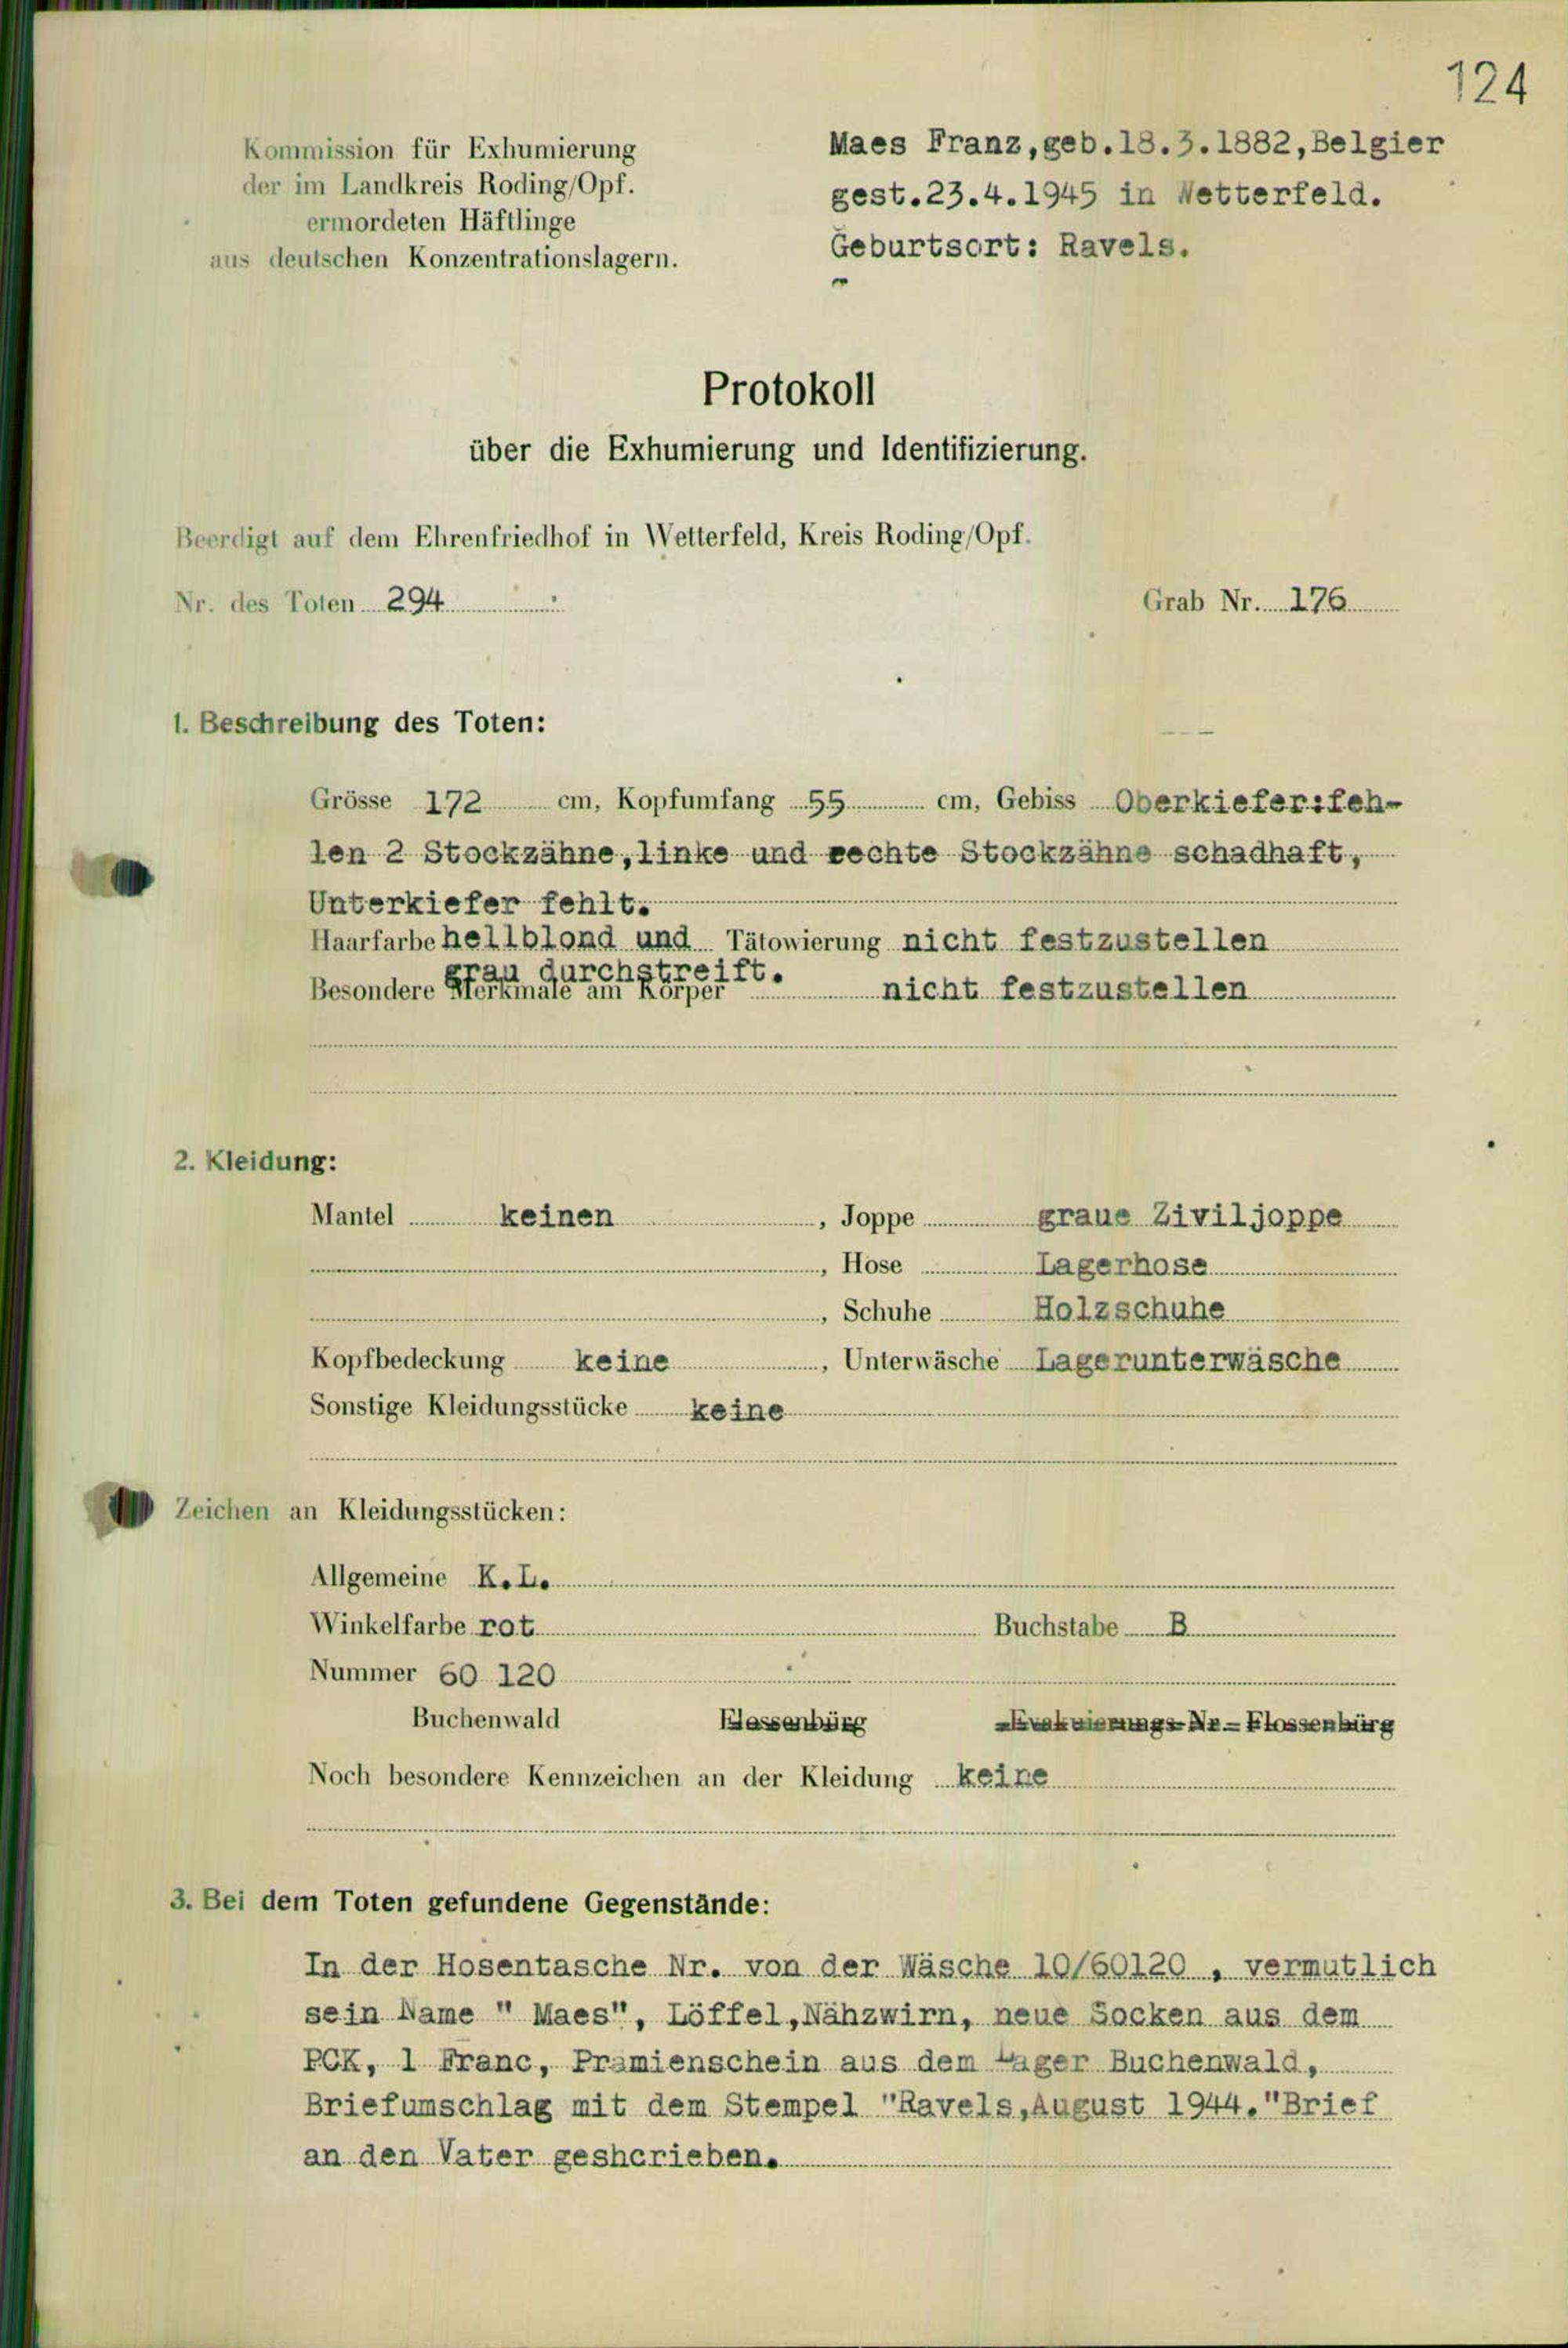 124
Kommission für Exhumierung
der im Landkreis Roding/Opf.
ermordeten Häftlinge
aus deutschen Konzentrationslagern.
Maes Franz,geb.18.3.1882,Belgier
gest.23.4.1945 in Wetterfeld.
Geburtsort: Ravels.
Protokoll
über die Exhumierung und Identifizierung.
Beerdigt auf dem Ehrenfriedhof in Wetterfeld, Kreis Roding/Opf.
Nr. des Toten 294 Grab Nr. 176
1. Beschreibung des Toten:
Grösse 172 cm, Kopfumfang 55 cm, Gebiss Oberkiefer:feh-
len 2 Stockzähne,linke und rechte Stockzähne schadhaft,
Unterkiefer fehlt.
Haarfarbe hellblond und Tätowierung nicht festzustellen
grau durchstreift.
Besondere Merkmale am Körper nicht festzustellen
2. Kleidung:
Mantel keinen, Joppe graue Ziviljoppe
, Hose Lagerhose
, Schuhe Holzschuhe
Kopfbedeckung keine, Unterwäsche Lagerunterwäsche
Sonstige Kleidungsstücke keine
Zeichen an Kleidungsstücken:
Allgemeine K.L.
Winkelfarbe rot Buchstabe B
Nummer 60 120
Buchenwald Flossenbürg Evakuierungs-Nr.-Flossenbürg
Noch besondere Kennzeichen an der Kleidung keine
3. Bei dem Toten gefundene Gegenstände:
In der Hosentasche Nr. von der Wäsche 10/60120 , vermutlich
sein Name " Maes", Löffel,Nähzwirn, neue Socken aus dem
PCK, 1 Franc, Prämienschein aus dem Lager Buchenwald,
Briefumschlag mit dem Stempel "Ravels,August 1944."Brief
an den Vater geshcrieben.